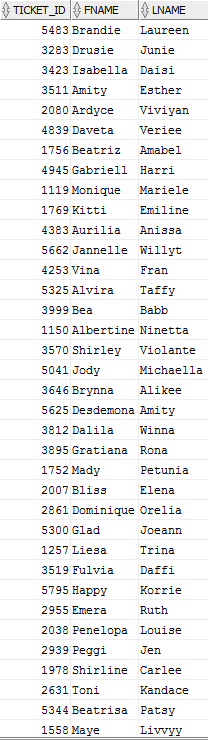 TICKET_ID FNAME LNAME
5483 Brandie Laureen
3283 Drusie Junie
3423 Isabella Daisi
3511 Amity Esther
2080 Ardyce Viviyan
4839 Daveta Veriee
1756 Beatriz Amabel
4945 Gabriell Harri
1119 Monique Mariele
1769 Kitti Emiline
4383 Aurilia Anissa
5662 Jannelle Willyt
4253 Vina Fran
5325 Alvira Taffy
3999 Bea Babb
1150 Albertine Ninetta
3570 Shirley Violante
5041 Jody Michaella
3646 Brynna Alikee
5625 Desdemona Amity
3812 Dalila Winna
3895 Gratiana Rona
1752 Mady Petunia
2007 Bliss Elena
2861 Dominique Orelia
5300 Glad Joeann
1257 Liesa Trina
3519 Fulvia Daffi
5795 Happy Korrie
2955 Emera Ruth
2038 Penelopa Louise
2939 Peggi Jen
1978 Shirline Carlee
2631 Toni Kandace
5344 Beatrisa Patsy
1558 Maye Livvyy